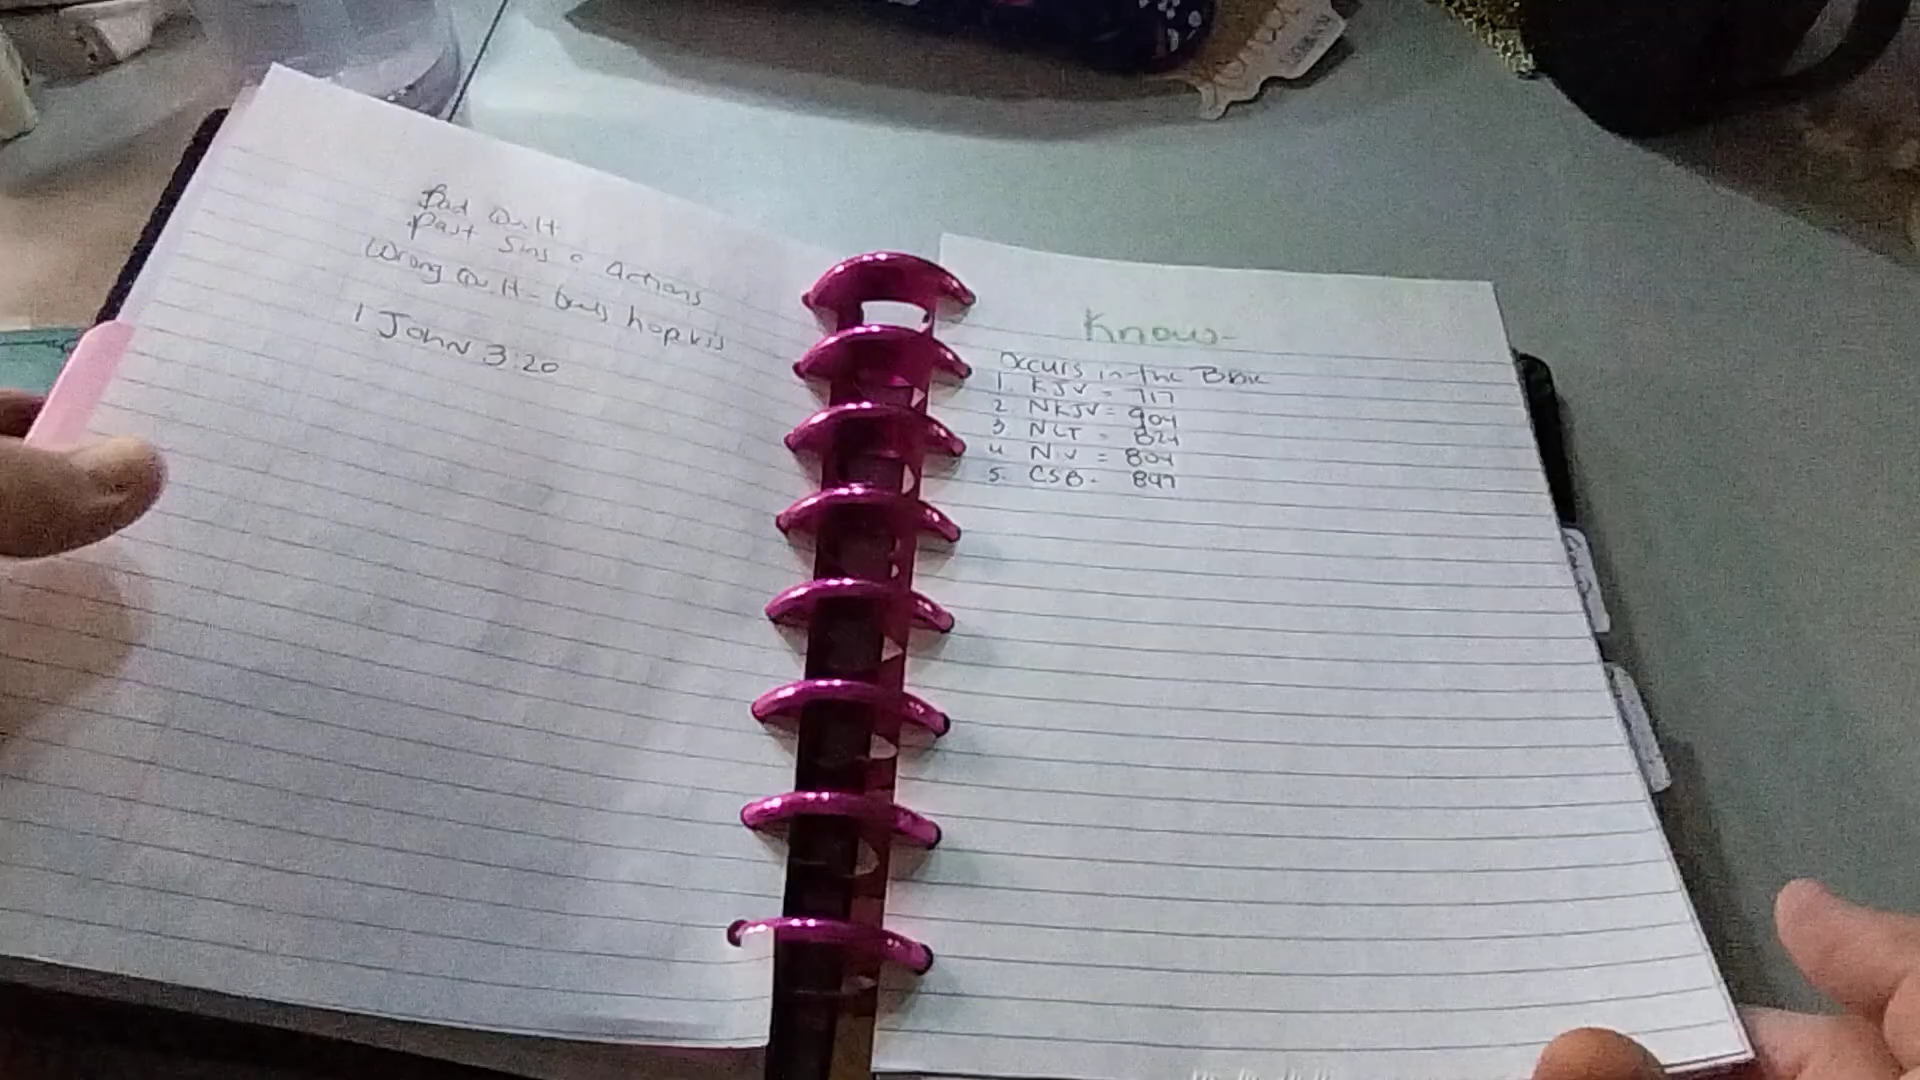 Bad Guilt
Past Sins & Actions
Wrong Guilt - feels hopeless
1 John 3:20
Know-
Occurs in the Bible
1. KJV = 717
2. NKJV = 904
3. NLT = 824
4. NIV = 804
5. CSB - 897